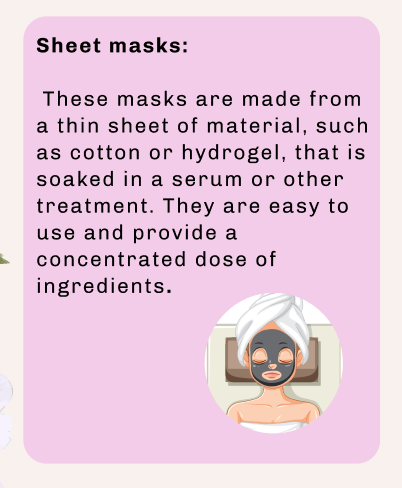 Sheet masks:
These masks are made from
a thin sheet of material, such
as cotton or hydrogel, that is
soaked in a serum or other
treatment. They are easy to
use and provide a
concentrated dose of
ingredients.